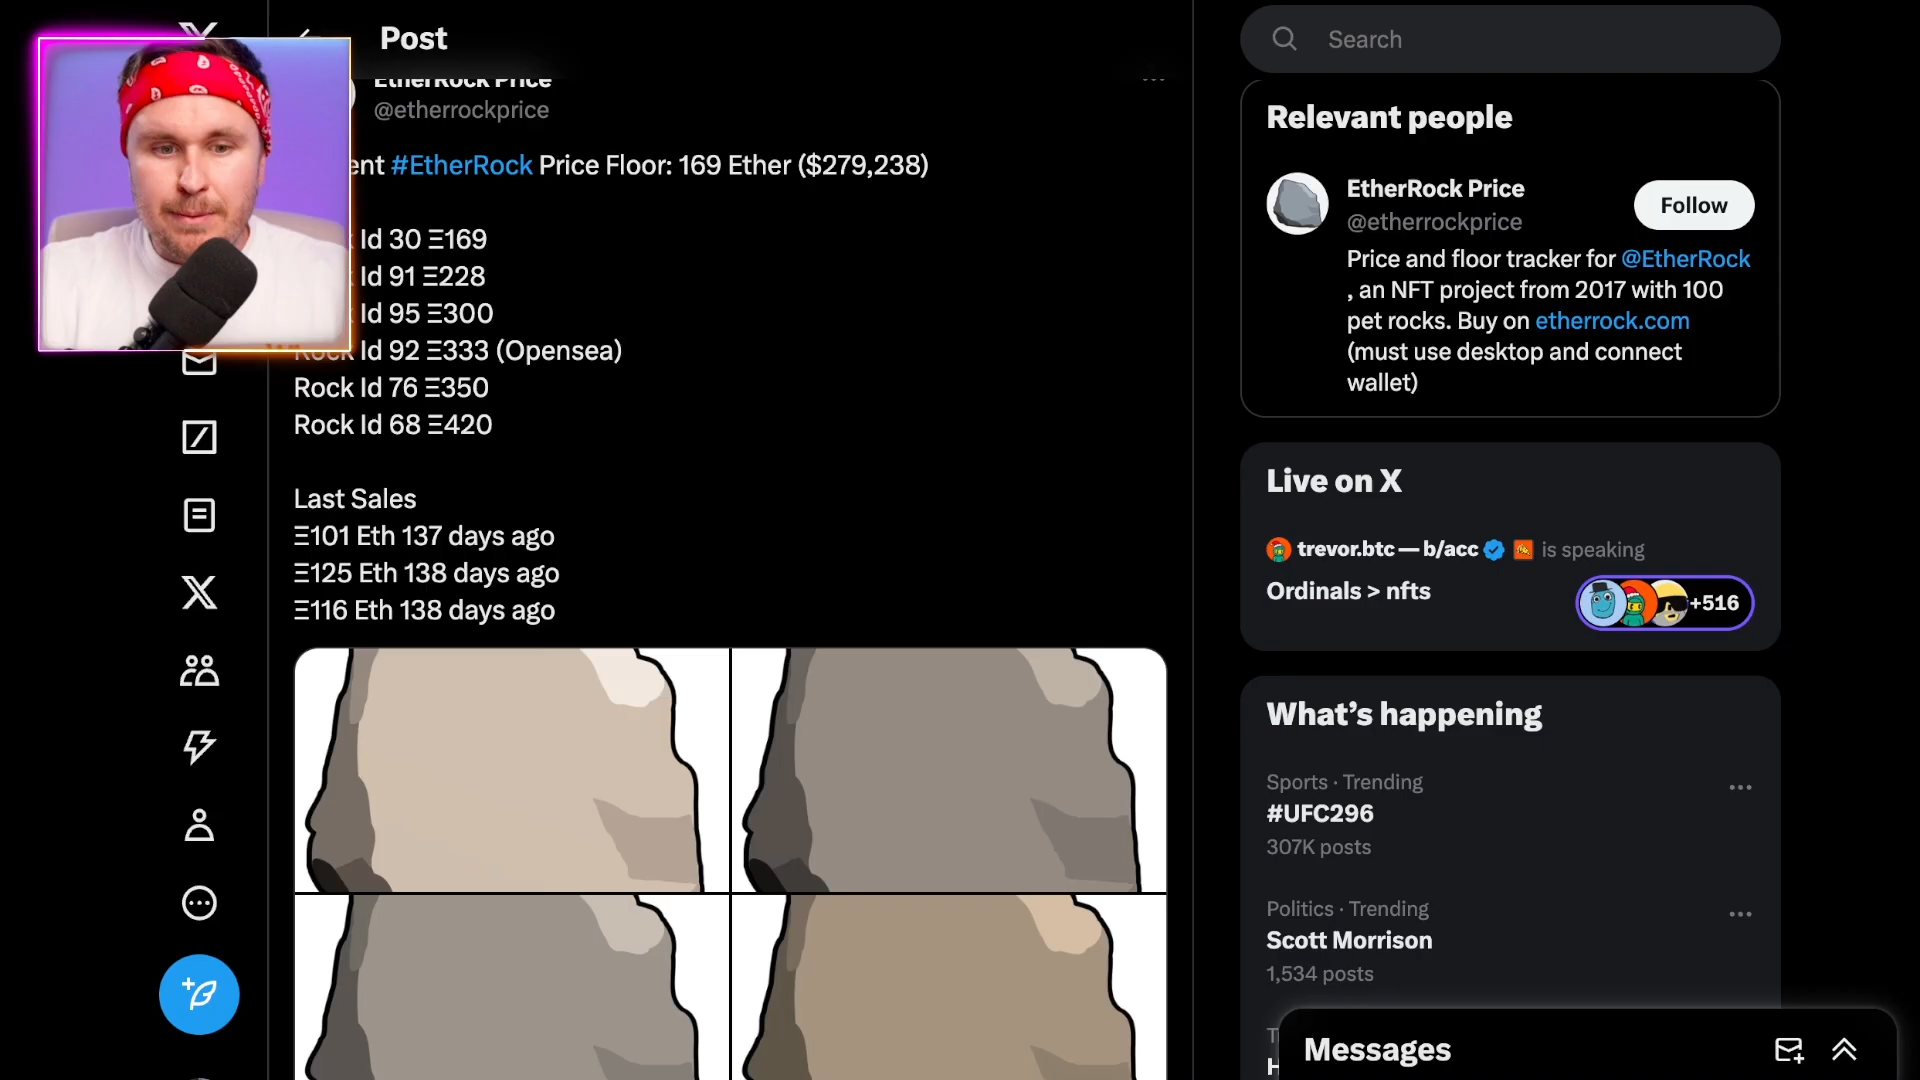 Post
EtherRock Price
@etherrockprice
#EtherRock Price Floor: 169 Ether ($279,238)
Id 30 Ξ169
Id 91 Ξ228
Id 95 Ξ300
Rock Id 92 Ξ333 (Opensea)
Rock Id 76 Ξ350
Rock Id 68 Ξ420
Last Sales
Ξ101 Eth 137 days ago
Ξ125 Eth 138 days ago
Ξ116 Eth 138 days ago
Search
Relevant people
EtherRock Price
@etherrockprice
Follow
Price and floor tracker for @EtherRock
, an NFT project from 2017 with 100
pet rocks. Buy on etherrock.com
(must use desktop and connect
wallet)
Live on X
trevor.btc — b/acc is speaking
Ordinals > nfts
+516
What’s happening
Sports · Trending
#UFC296
307K posts
Politics · Trending
Scott Morrison
1,534 posts
Messages